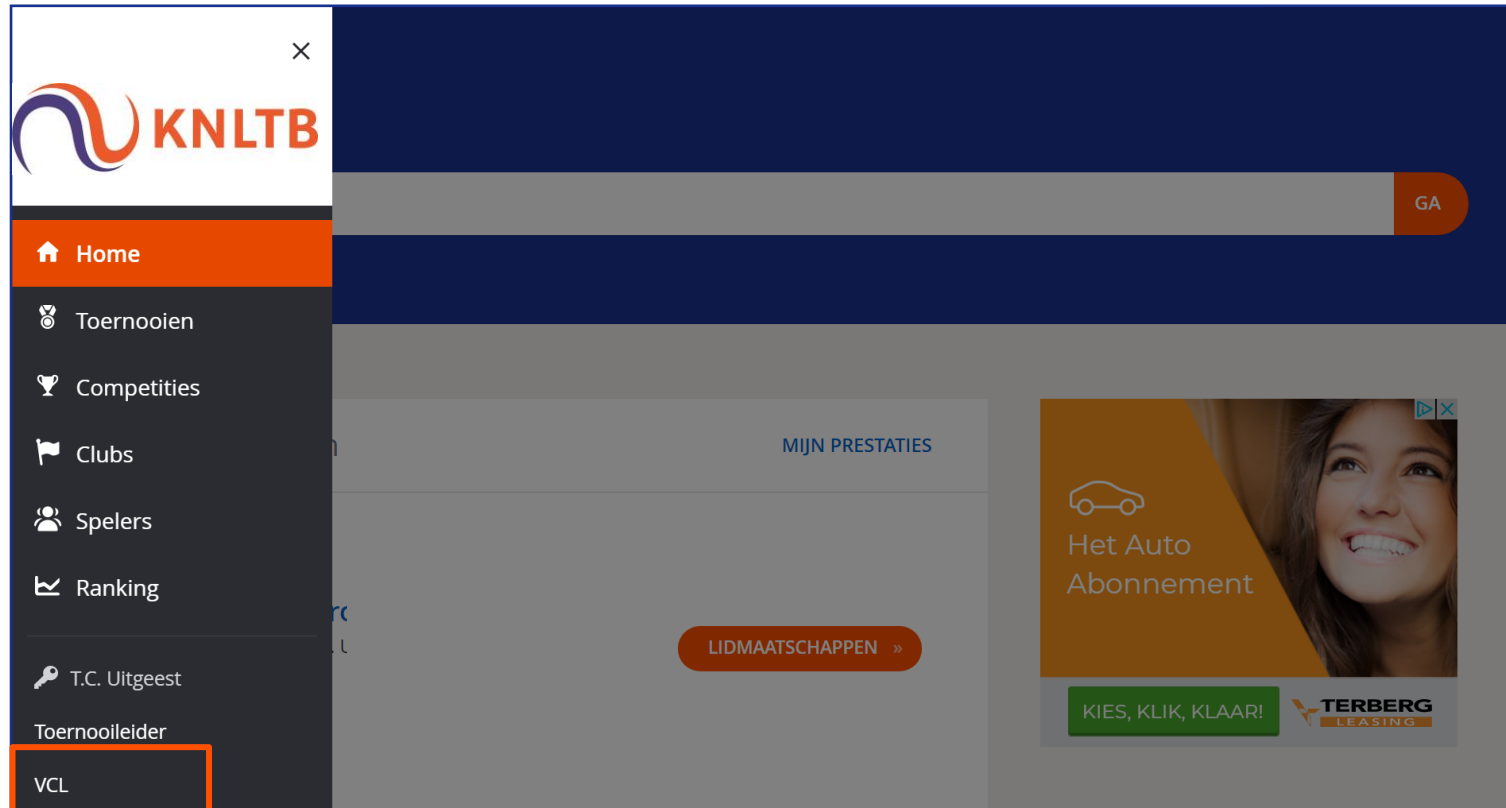 KNLTB
GA
Home
Toernooien
Competities
MIJN PRESTATIES
Clubs
Spelers
Het Auto
Abonnement
Ranking
LIDMAATSCHAPPEN »
T.C. Uitgeest
KIES, KLIK, KLAAR!
TERBERG
LEASING
Toernooileider
VCL